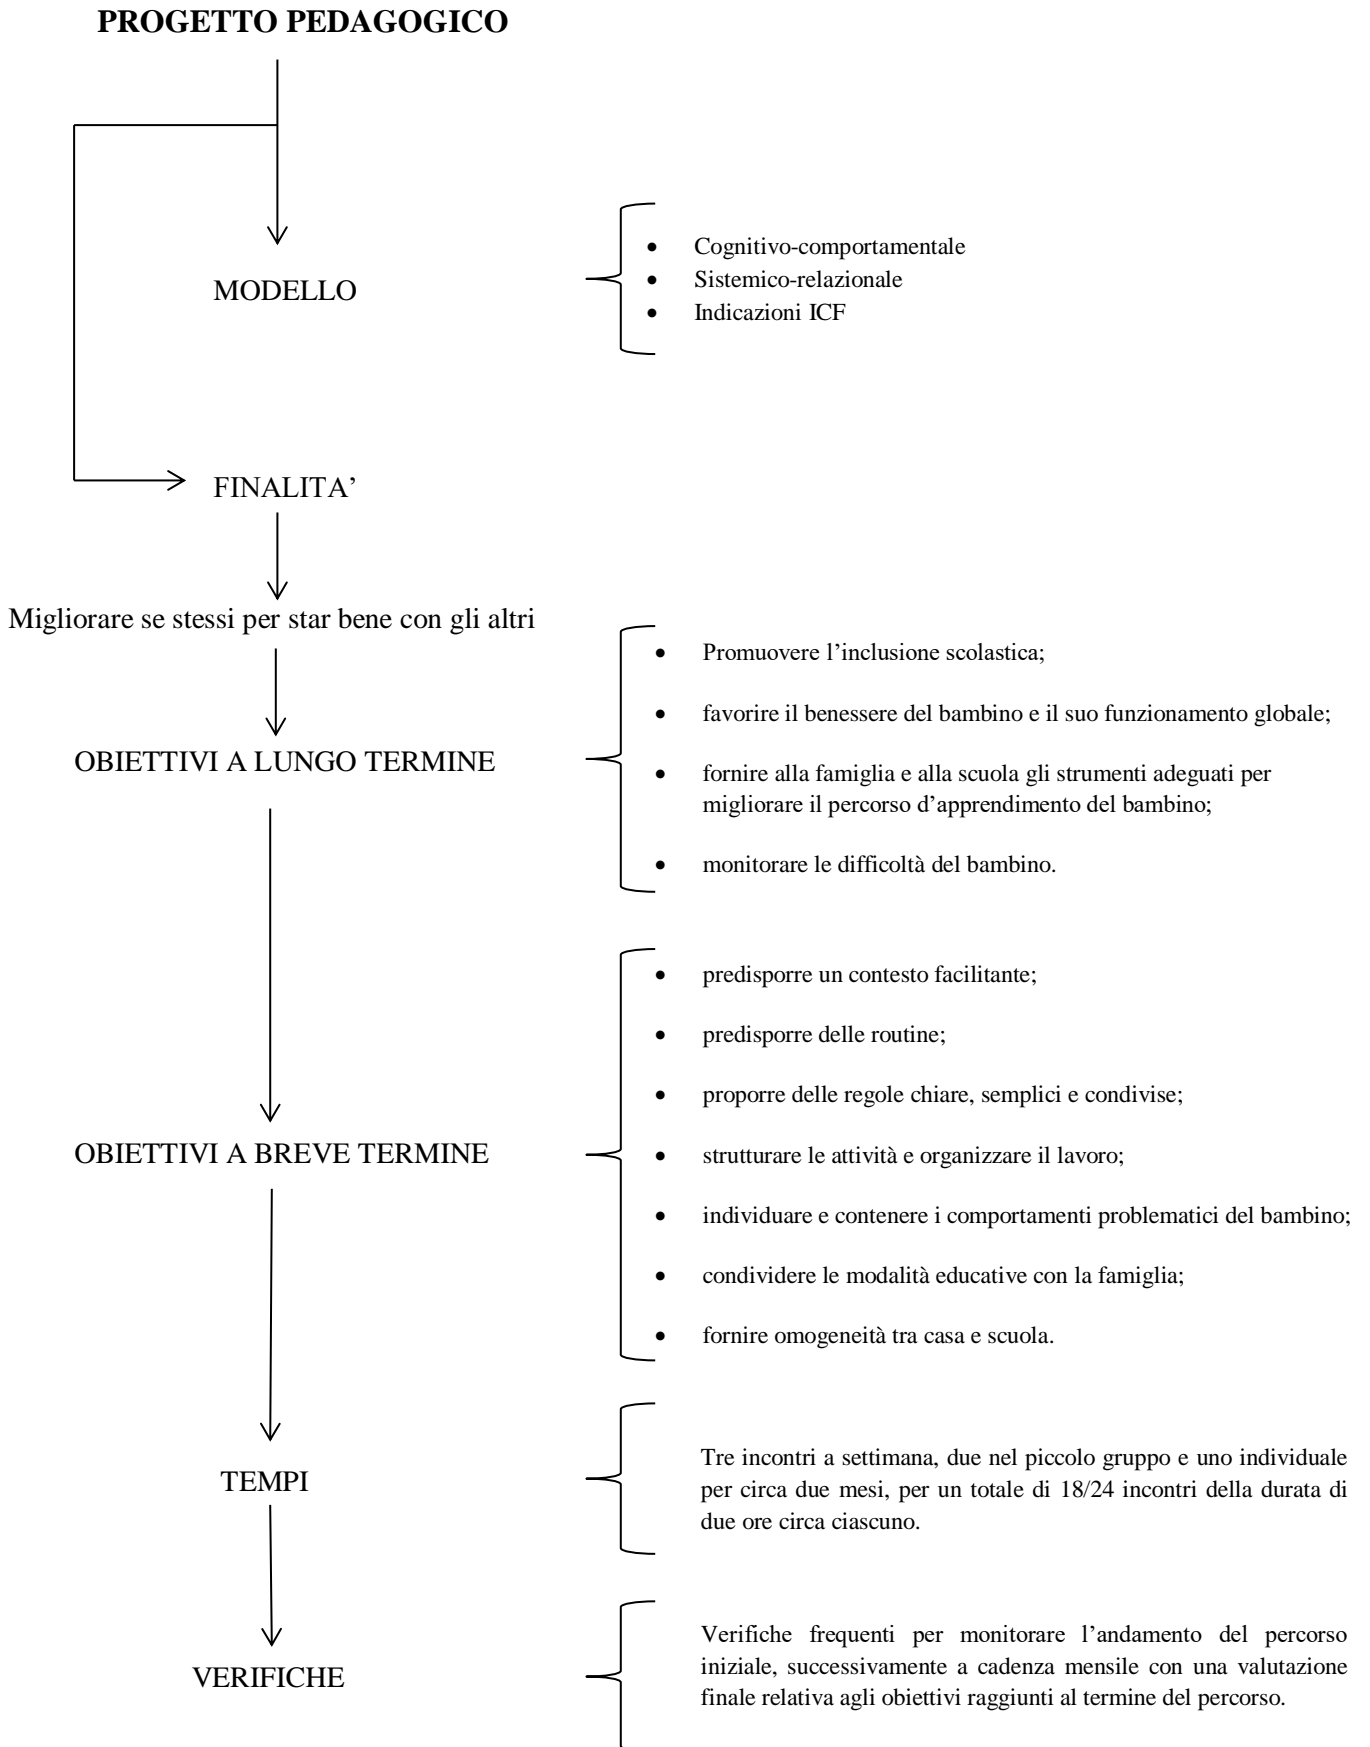 PROGETTO PEDAGOGICO
MODELLO
• Cognitivo-comportamentale
• Sistemico-relazionale
• Indicazioni ICF
FINALITA’
Migliorare se stessi per star bene con gli altri
OBIETTIVI A LUNGO TERMINE
• Promuovere l’inclusione scolastica;
• favorire il benessere del bambino e il suo funzionamento globale;
• fornire alla famiglia e alla scuola gli strumenti adeguati per
migliorare il percorso d’apprendimento del bambino;
• monitorare le difficoltà del bambino.
OBIETTIVI A BREVE TERMINE
• predisporre un contesto facilitante;
• predisporre delle routine;
• proporre delle regole chiare, semplici e condivise;
• strutturare le attività e organizzare il lavoro;
• individuare e contenere i comportamenti problematici del bambino;
• condividere le modalità educative con la famiglia;
• fornire omogeneità tra casa e scuola.
TEMPI
Tre incontri a settimana, due nel piccolo gruppo e uno individuale
per circa due mesi, per un totale di 18/24 incontri della durata di
due ore circa ciascuno.
VERIFICHE
Verifiche frequenti per monitorare l’andamento del percorso
iniziale, successivamente a cadenza mensile con una valutazione
finale relativa agli obiettivi raggiunti al termine del percorso.